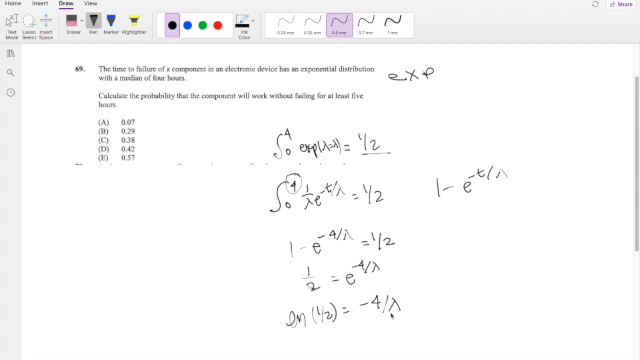 Home Insert Draw View
Eraser Pen Marker Highlighter
A|Select Lasso Select Insert Space
0.25 mm 0.35 mm 0.5 mm 0.7 mm 1 mm
Ink Color
Draw with Trackpad
69. The time to failure of a component in an electronic device has an exponential distribution
with a median of four hours.
exp
Calculate the probability that the component will work without failing for at least five
hours.
(A) 0.07
(B) 0.29
(C) 0.38
(D) 0.42
(E) 0.57
∫₀⁴ exp(λ=λ) = 1/2
∫₀⁴ 1/λ e^(-t/λ) = 1/2
1 - e^(-t/λ)
1 - e^(-4/λ) = 1/2
1/2 = e^(-4/λ)
ln(1/2) = -4/λ